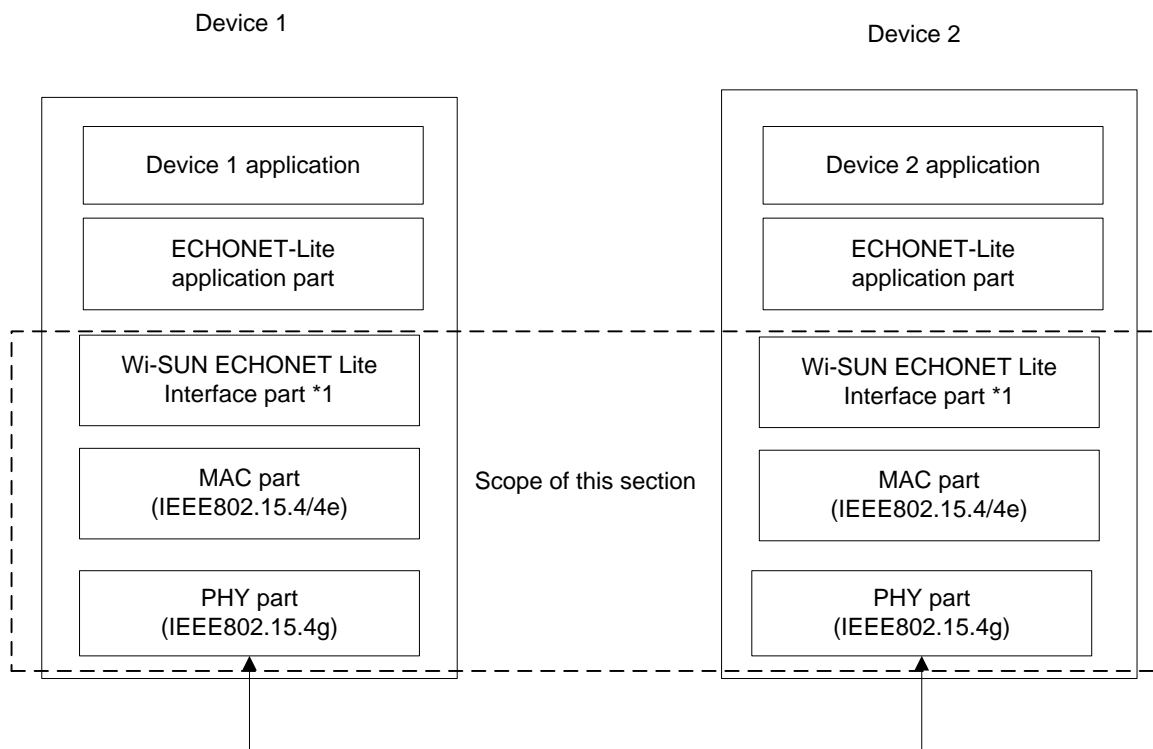 Device 1
Device 2
Device 1 application
ECHONET-Lite
application part
Wi-SUN ECHONET Lite
Interface part *1
MAC part
(IEEE802.15.4/4e)
PHY part
(IEEE802.15.4g)
Scope of this section
Device 2 application
ECHONET-Lite
application part
Wi-SUN ECHONET Lite
Interface part *1
MAC part
(IEEE802.15.4/4e)
PHY part
(IEEE802.15.4g)